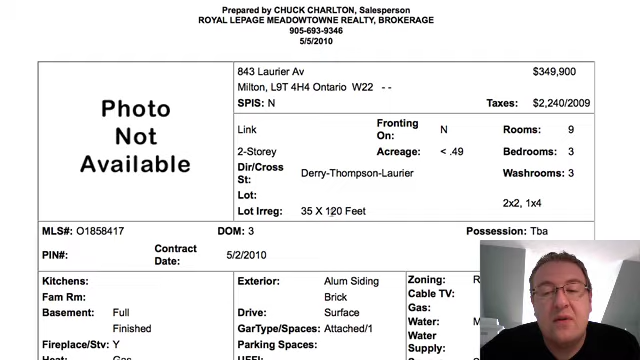 Prepared by CHUCK CHARLTON, Salesperson
ROYAL LEPAGE MEADOWTOWNE REALTY, BROKERAGE
905-693-9346
5/5/2010
Photo
Not
Available
843 Laurier Av $349,900
Milton, L9T 4H4 Ontario W22 - -
SPIS: N Taxes: $2,240/2009
Link Fronting On: N Rooms: 9
2-Storey Acreage: < .49 Bedrooms: 3
Dir/Cross St: Derry-Thompson-Laurier Washrooms: 3
Lot: 2x2, 1x4
Lot Irreg: 35 X 120 Feet
MLS#: O1858417 DOM: 3 Possession: Tba
PIN#: Contract Date: 5/2/2010
Kitchens: Exterior: Alum Siding Zoning:
Fam Rm: Brick Cable TV:
Basement: Full Drive: Surface Gas:
Finished GarType/Spaces: Attached/1 Water:
Fireplace/Stv: Y Parking Spaces: Water Supply: